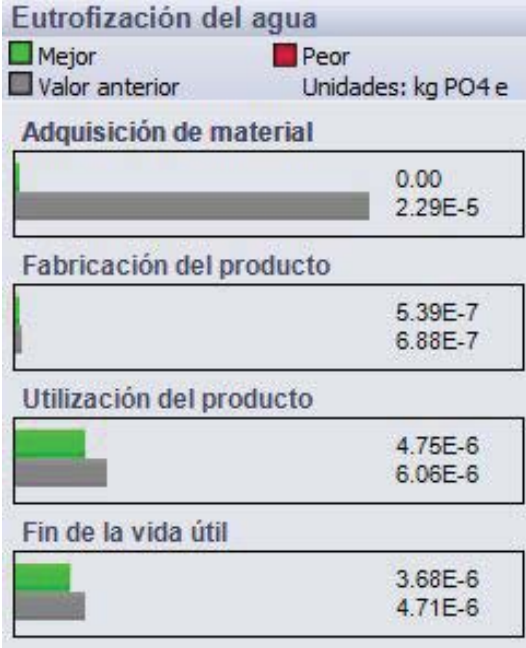 Eutrofización del agua
Mejor Peor
Valor anterior Unidades: kg PO4 e
Adquisición de material
0.00
2.29E-5
Fabricación del producto
5.39E-7
6.88E-7
Utilización del producto
4.75E-6
6.06E-6
Fin de la vida útil
3.68E-6
4.71E-6